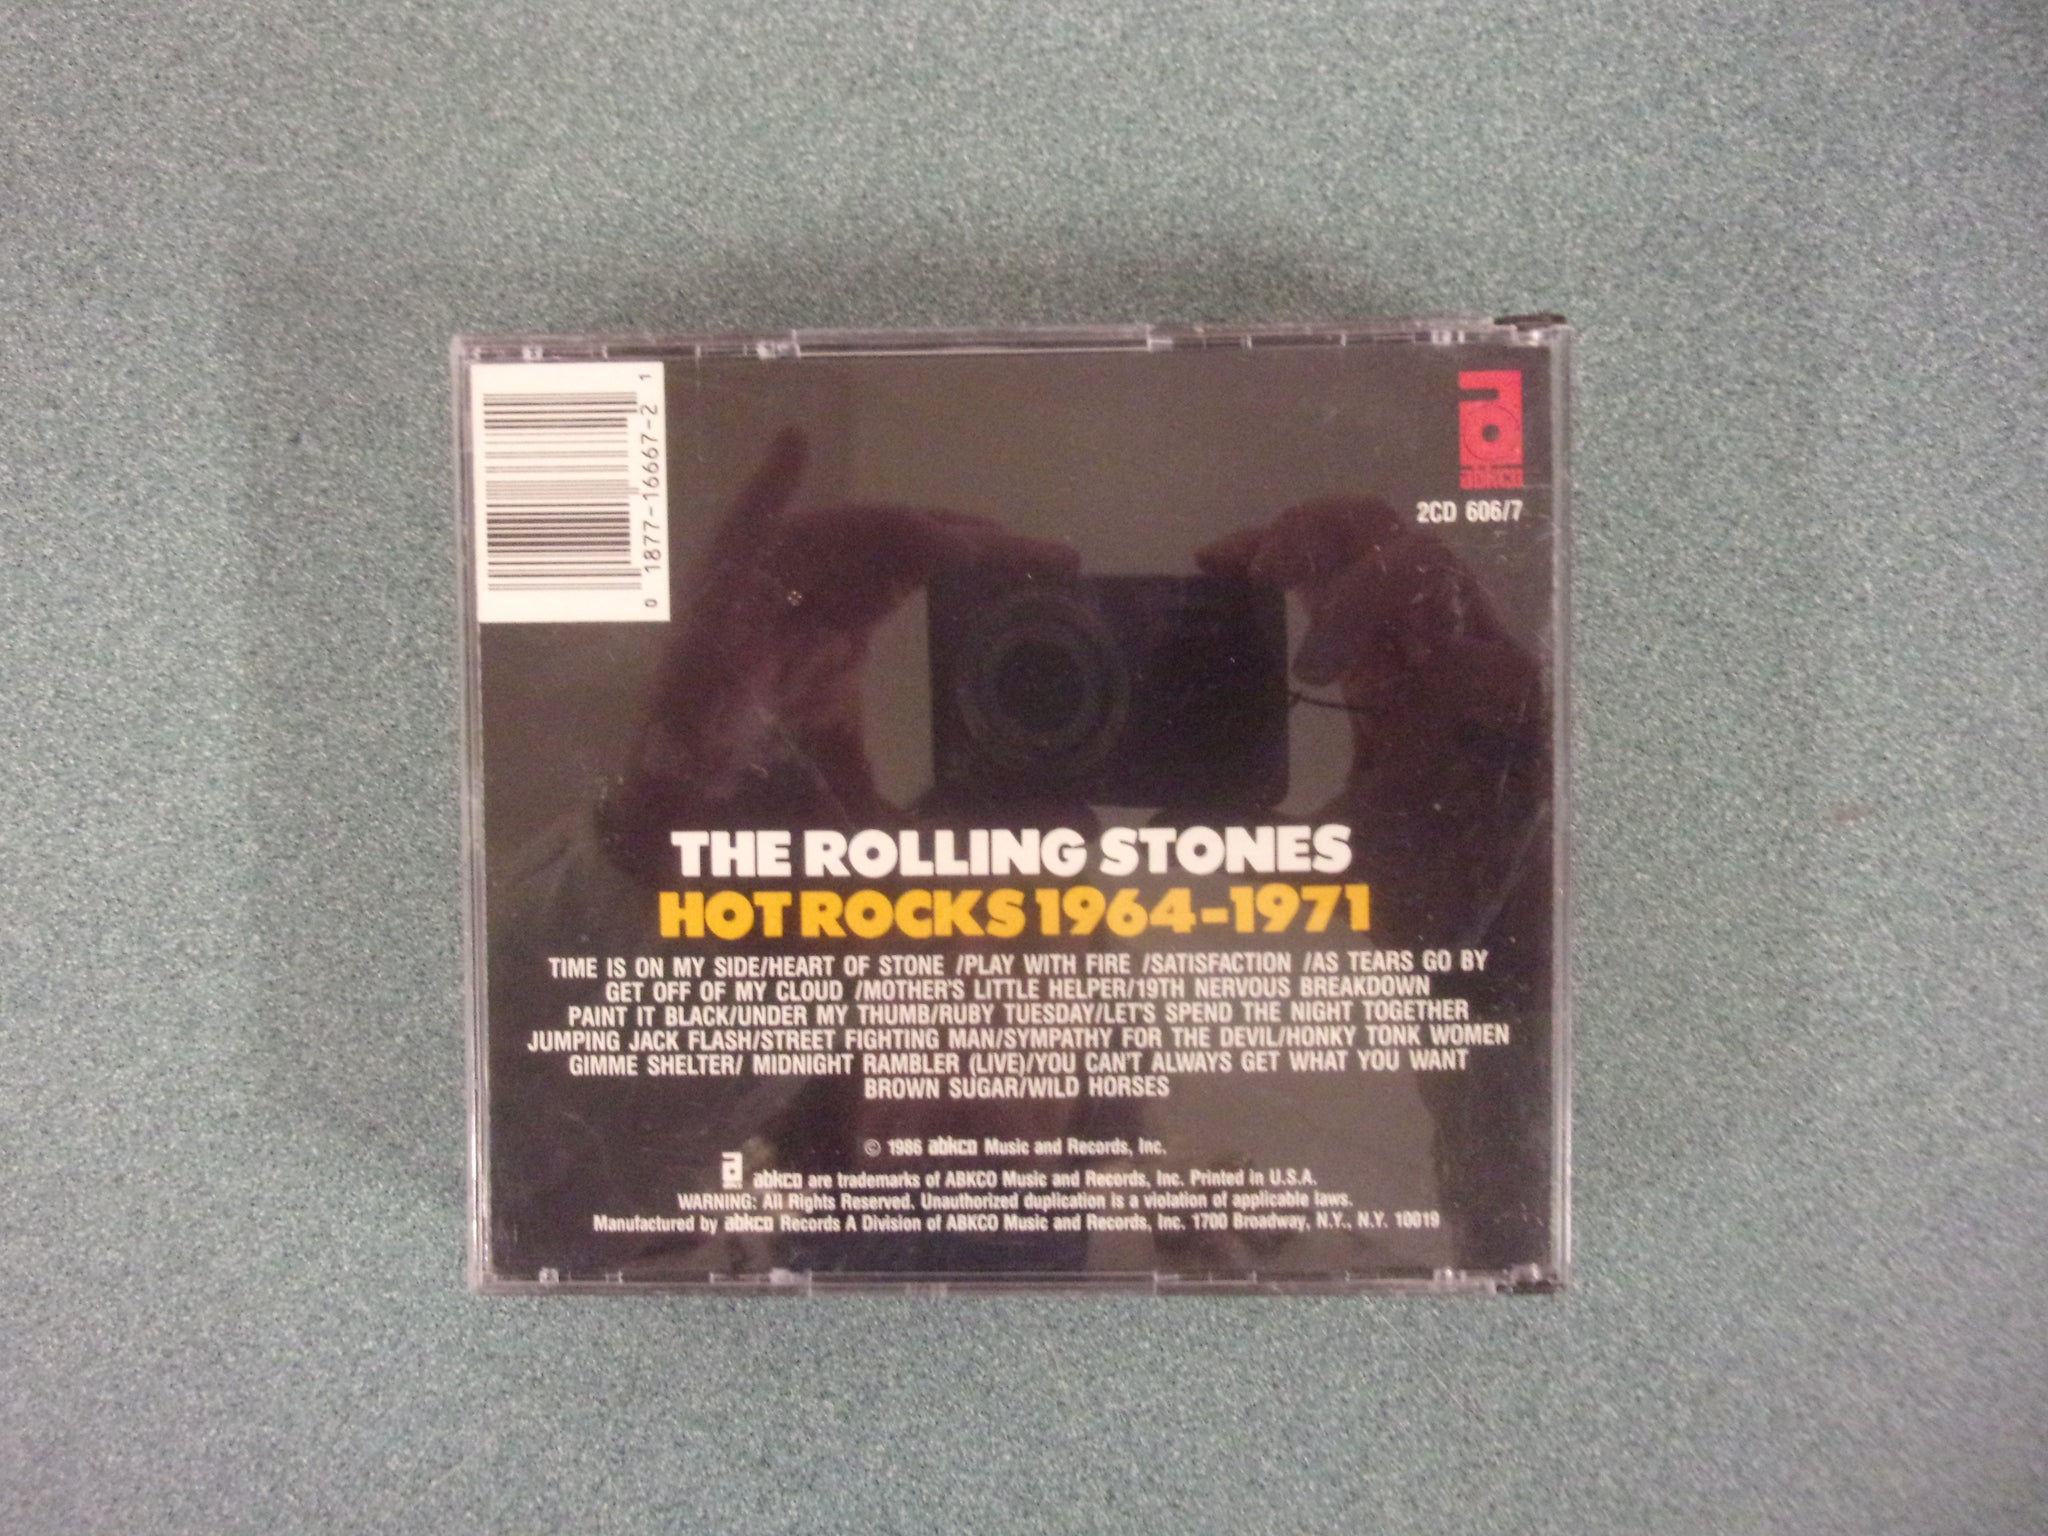 0 18777-16667-2 1
abkco
2CD 606/7
THE ROLLING STONES
HOT ROCKS 1964-1971
TIME IS ON MY SIDE/HEART OF STONE /PLAY WITH FIRE /SATISFACTION /AS TEARS GO BY
GET OFF OF MY CLOUD /MOTHER'S LITTLE HELPER/19TH NERVOUS BREAKDOWN
PAINT IT BLACK/UNDER MY THUMB/RUBY TUESDAY/LET'S SPEND THE NIGHT TOGETHER
JUMPING JACK FLASH/STREET FIGHTING MAN/SYMPATHY FOR THE DEVIL/HONKY TONK WOMEN
GIMME SHELTER/ MIDNIGHT RAMBLER (LIVE)/YOU CAN'T ALWAYS GET WHAT YOU WANT
BROWN SUGAR/WILD HORSES
© 1986 abkco Music and Records, Inc.
a abkco are trademarks of ABKCO Music and Records, Inc. Printed in U.S.A.
WARNING: All Rights Reserved. Unauthorized duplication is a violation of applicable laws.
Manufactured by abkco Records A Division of ABKCO Music and Records, Inc. 1700 Broadway, N.Y., N.Y. 10019